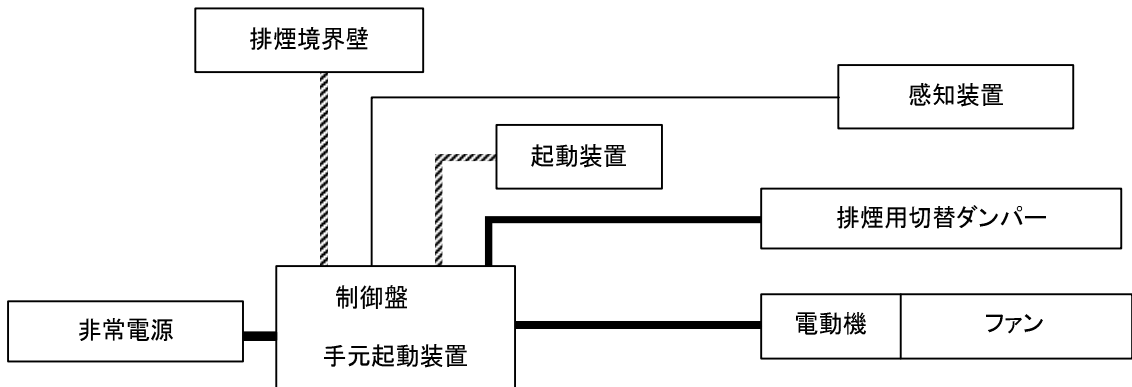 排煙境界壁
感知装置
起動装置
排煙用切替ダンパー
制御盤
手元起動装置
非常電源
電動機
ファン